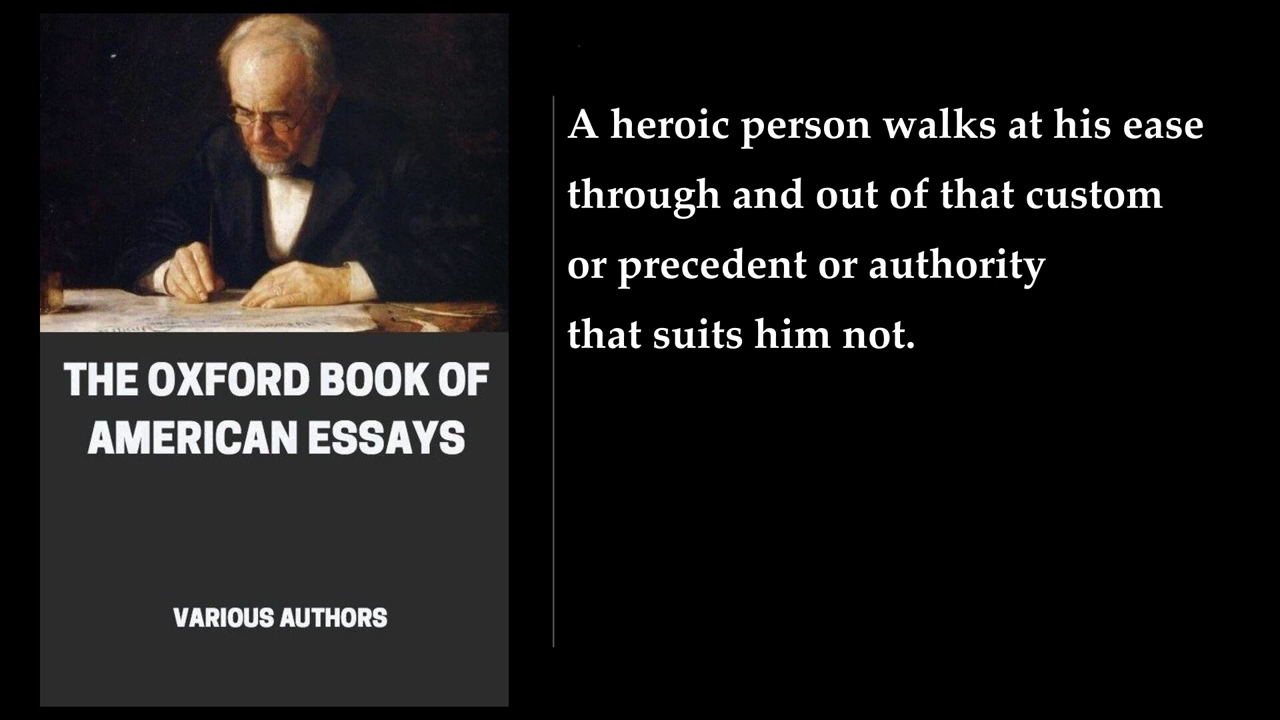 THE OXFORD BOOK OF
AMERICAN ESSAYS
VARIOUS AUTHORS
A heroic person walks at his ease
through and out of that custom
or precedent or authority
that suits him not.